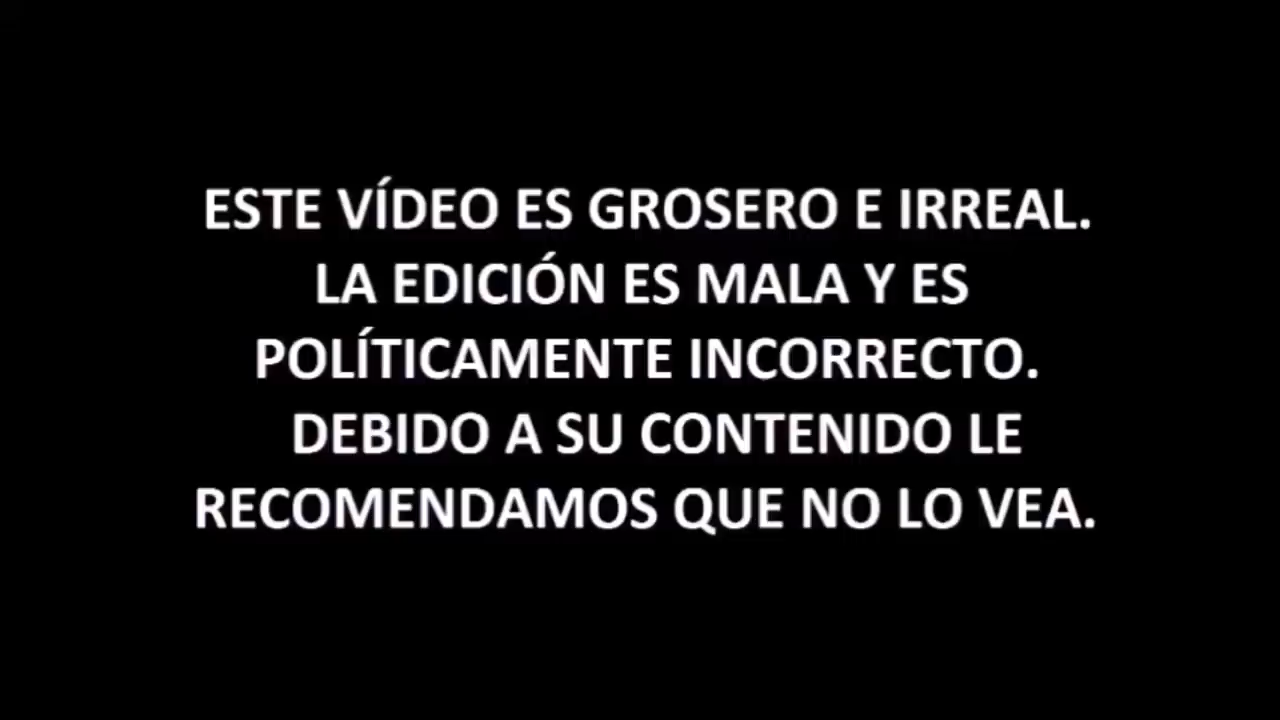 ESTE VÍDEO ES GROSERO E IRREAL.
LA EDICIÓN ES MALA Y ES
POLÍTICAMENTE INCORRECTO.
DEBIDO A SU CONTENIDO LE
RECOMENDAMOS QUE NO LO VEA.